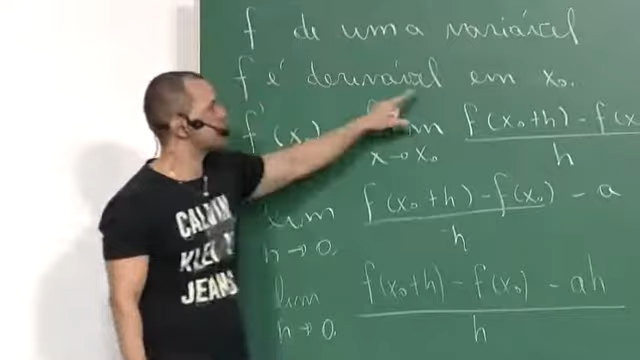 f de uma variável
f é derivável em x₀.
f'(x₀) lim x→x₀ f(x₀+h) - f(x₀ / h
lim h→0. f(x₀+h) - f(x₀) / h - a
lim h→0. f(x₀+h) - f(x₀) - ah / h
CALVIN
KLEIN
JEANS